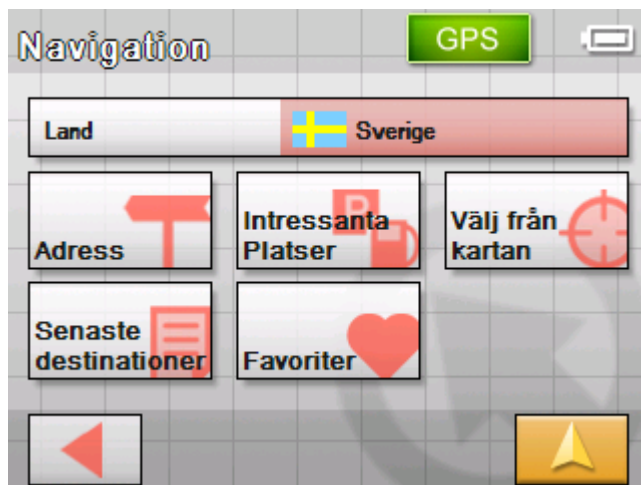 Navigation
GPS
Land
Sverige
Adress
Intressanta
Platser
P
Välj från
kartan
Senaste
destinationer
Favoriter